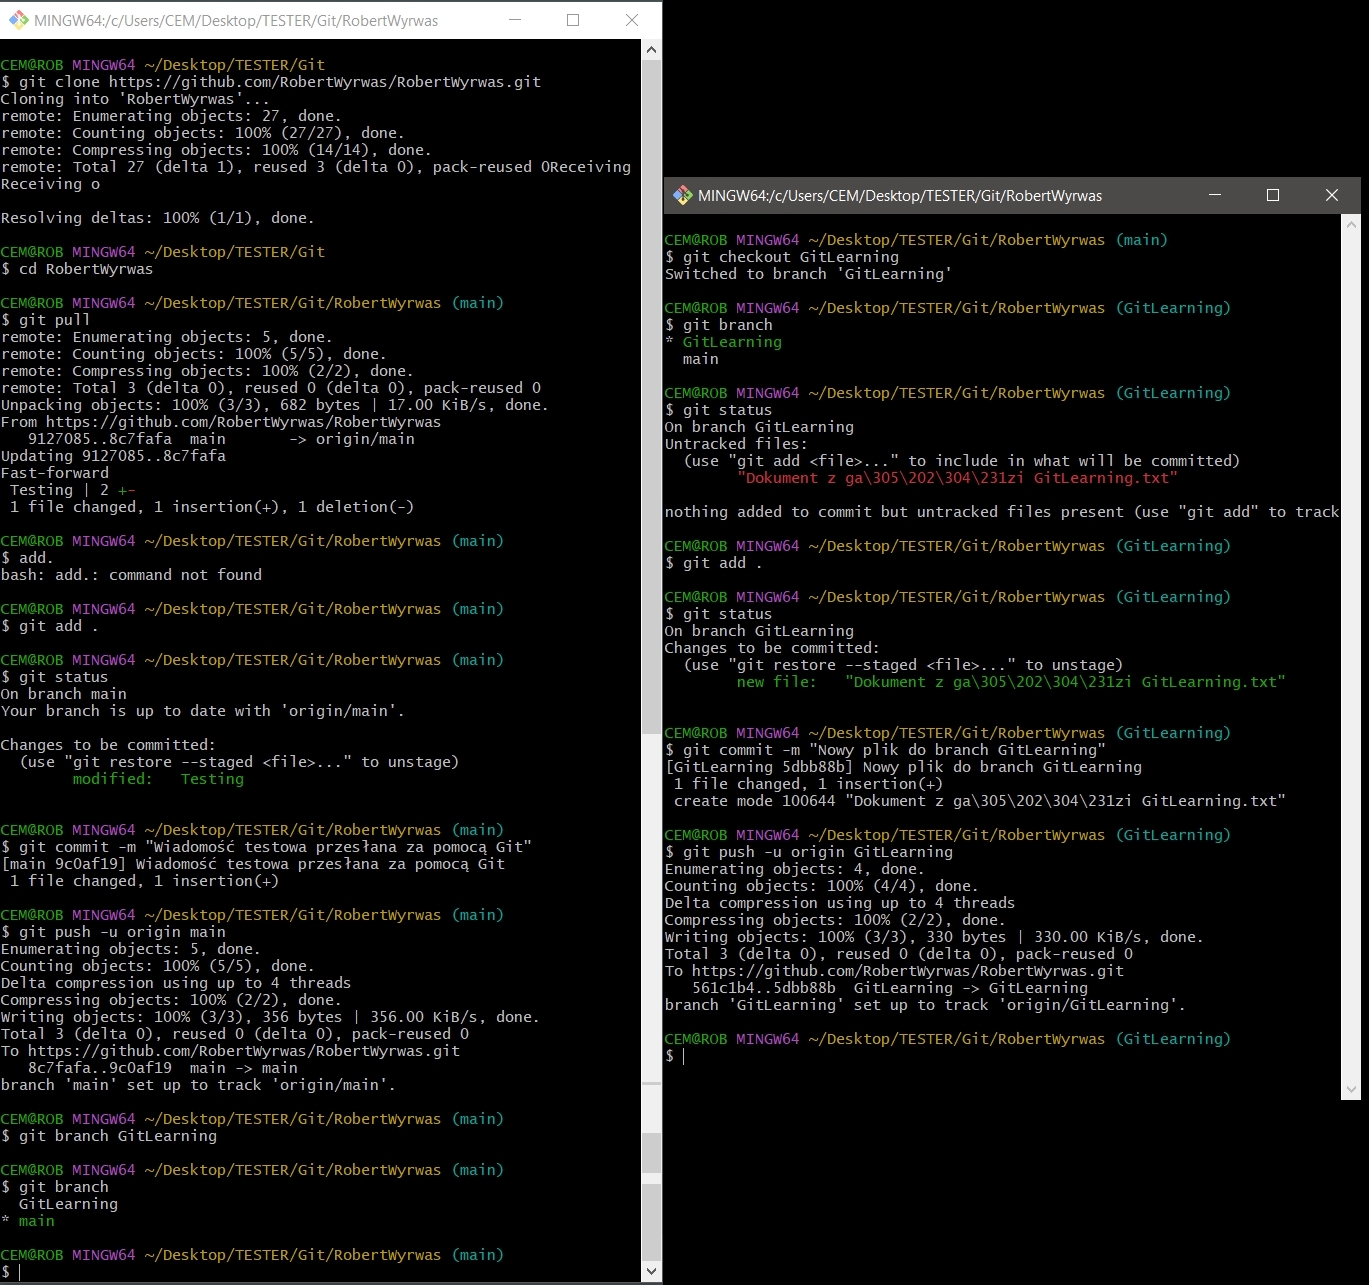 MINGW64:/c/Users/CEM/Desktop/TESTER/Git/RobertWyrwas
CEM@ROB MINGW64 ~/Desktop/TESTER/Git
$ git clone https://github.com/RobertWyrwas/RobertWyrwas.git
Cloning into 'RobertWyrwas'...
remote: Enumerating objects: 27, done.
remote: Counting objects: 100% (27/27), done.
remote: Compressing objects: 100% (14/14), done.
remote: Total 27 (delta 1), reused 3 (delta 0), pack-reused 0Receiving
Receiving o
Resolving deltas: 100% (1/1), done.
CEM@ROB MINGW64 ~/Desktop/TESTER/Git
$ cd RobertWyrwas
CEM@ROB MINGW64 ~/Desktop/TESTER/Git/RobertWyrwas (main)
$ git pull
remote: Enumerating objects: 5, done.
remote: Counting objects: 100% (5/5), done.
remote: Compressing objects: 100% (2/2), done.
remote: Total 3 (delta 0), reused 0 (delta 0), pack-reused 0
Unpacking objects: 100% (3/3), 682 bytes | 17.00 KiB/s, done.
From https://github.com/RobertWyrwas/RobertWyrwas
   9127085..8c7fafa  main       -> origin/main
Updating 9127085..8c7fafa
Fast-forward
 Testing | 2 +-
 1 file changed, 1 insertion(+), 1 deletion(-)
CEM@ROB MINGW64 ~/Desktop/TESTER/Git/RobertWyrwas (main)
$ add.
bash: add.: command not found
CEM@ROB MINGW64 ~/Desktop/TESTER/Git/RobertWyrwas (main)
$ git add .
CEM@ROB MINGW64 ~/Desktop/TESTER/Git/RobertWyrwas (main)
$ git status
On branch main
Your branch is up to date with 'origin/main'.
Changes to be committed:
  (use "git restore --staged <file>..." to unstage)
        modified:   Testing
CEM@ROB MINGW64 ~/Desktop/TESTER/Git/RobertWyrwas (main)
$ git commit -m "Wiadomość testowa przesłana za pomocą Git"
[main 9c0af19] Wiadomość testowa przesłana za pomocą Git
 1 file changed, 1 insertion(+)
CEM@ROB MINGW64 ~/Desktop/TESTER/Git/RobertWyrwas (main)
$ git push -u origin main
Enumerating objects: 5, done.
Counting objects: 100% (5/5), done.
Delta compression using up to 4 threads
Compressing objects: 100% (2/2), done.
Writing objects: 100% (3/3), 356 bytes | 356.00 KiB/s, done.
Total 3 (delta 0), reused 0 (delta 0), pack-reused 0
To https://github.com/RobertWyrwas/RobertWyrwas.git
   8c7fafa..9c0af19  main -> main
branch 'main' set up to track 'origin/main'.
CEM@ROB MINGW64 ~/Desktop/TESTER/Git/RobertWyrwas (main)
$ git branch GitLearning
CEM@ROB MINGW64 ~/Desktop/TESTER/Git/RobertWyrwas (main)
$ git branch
  GitLearning
* main
CEM@ROB MINGW64 ~/Desktop/TESTER/Git/RobertWyrwas (main)
$
MINGW64:/c/Users/CEM/Desktop/TESTER/Git/RobertWyrwas
CEM@ROB MINGW64 ~/Desktop/TESTER/Git/RobertWyrwas (main)
$ git checkout GitLearning
Switched to branch 'GitLearning'
CEM@ROB MINGW64 ~/Desktop/TESTER/Git/RobertWyrwas (GitLearning)
$ git branch
* GitLearning
  main
CEM@ROB MINGW64 ~/Desktop/TESTER/Git/RobertWyrwas (GitLearning)
$ git status
On branch GitLearning
Untracked files:
  (use "git add <file>..." to include in what will be committed)
        "Dokument z ga\305\202\304\231zi GitLearning.txt"
nothing added to commit but untracked files present (use "git add" to track
CEM@ROB MINGW64 ~/Desktop/TESTER/Git/RobertWyrwas (GitLearning)
$ git add .
CEM@ROB MINGW64 ~/Desktop/TESTER/Git/RobertWyrwas (GitLearning)
$ git status
On branch GitLearning
Changes to be committed:
  (use "git restore --staged <file>..." to unstage)
        new file:   "Dokument z ga\305\202\304\231zi GitLearning.txt"
CEM@ROB MINGW64 ~/Desktop/TESTER/Git/RobertWyrwas (GitLearning)
$ git commit -m "Nowy plik do branch GitLearning"
[GitLearning 5dbb88b] Nowy plik do branch GitLearning
 1 file changed, 1 insertion(+)
 create mode 100644 "Dokument z ga\305\202\304\231zi GitLearning.txt"
CEM@ROB MINGW64 ~/Desktop/TESTER/Git/RobertWyrwas (GitLearning)
$ git push -u origin GitLearning
Enumerating objects: 4, done.
Counting objects: 100% (4/4), done.
Delta compression using up to 4 threads
Compressing objects: 100% (2/2), done.
Writing objects: 100% (3/3), 330 bytes | 330.00 KiB/s, done.
Total 3 (delta 0), reused 0 (delta 0), pack-reused 0
To https://github.com/RobertWyrwas/RobertWyrwas.git
   561c1b4..5dbb88b  GitLearning -> GitLearning
branch 'GitLearning' set up to track 'origin/GitLearning'.
CEM@ROB MINGW64 ~/Desktop/TESTER/Git/RobertWyrwas (GitLearning)
$